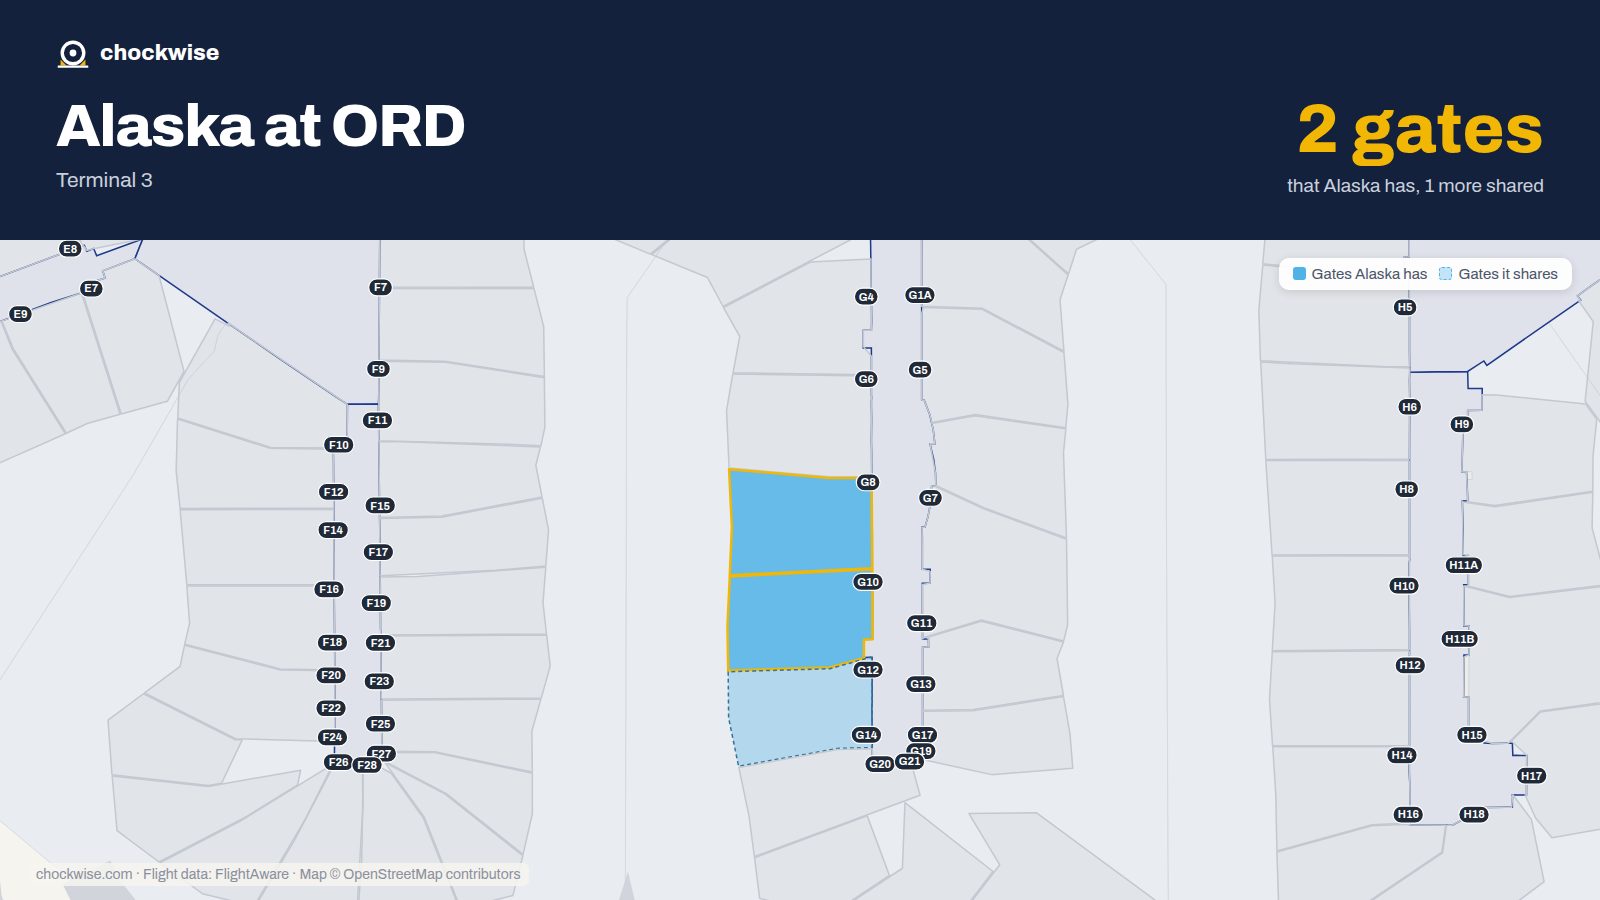 chockwise
Alaska at ORD
Terminal 3
2 gates
that Alaska has, 1 more shared
Gates Alaska has
Gates it shares
E8
E7
E9
F7
F9
F11
F10
F12
F15
F14
F17
F16
F19
F18
F21
F20
F23
F22
F25
F24
F27
F26
F28
G4
G1A
G6
G5
G8
G7
G10
G11
G12
G13
G14
G17
G19
G20
G21
H5
H6
H9
H8
H11A
H10
H11B
H12
H15
H14
H17
H16
H18
chockwise.com · Flight data: FlightAware · Map © OpenStreetMap contributors